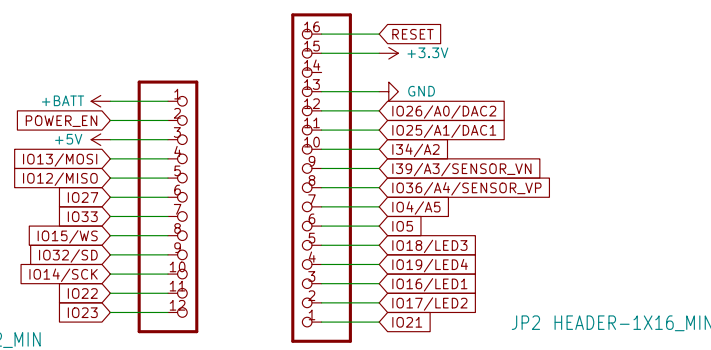 +BATT 1
POWER_EN 2
+5V 3
IO13/MOSI 4
IO12/MISO 5
IO27 6
IO33 7
IO15/WS 8
IO32/SD 9
IO14/SCK 10
IO22 11
IO23 12
2_MIN
16 RESET
15 +3.3V
14
13 GND
12 IO26/A0/DAC2
11 IO25/A1/DAC1
10 I34/A2
9 I39/A3/SENSOR_VN
8 IO36/A4/SENSOR_VP
7 IO4/A5
6 IO5
5 IO18/LED3
4 IO19/LED4
3 IO16/LED1
2 IO17/LED2
1 IO21
JP2 HEADER-1X16_MIN